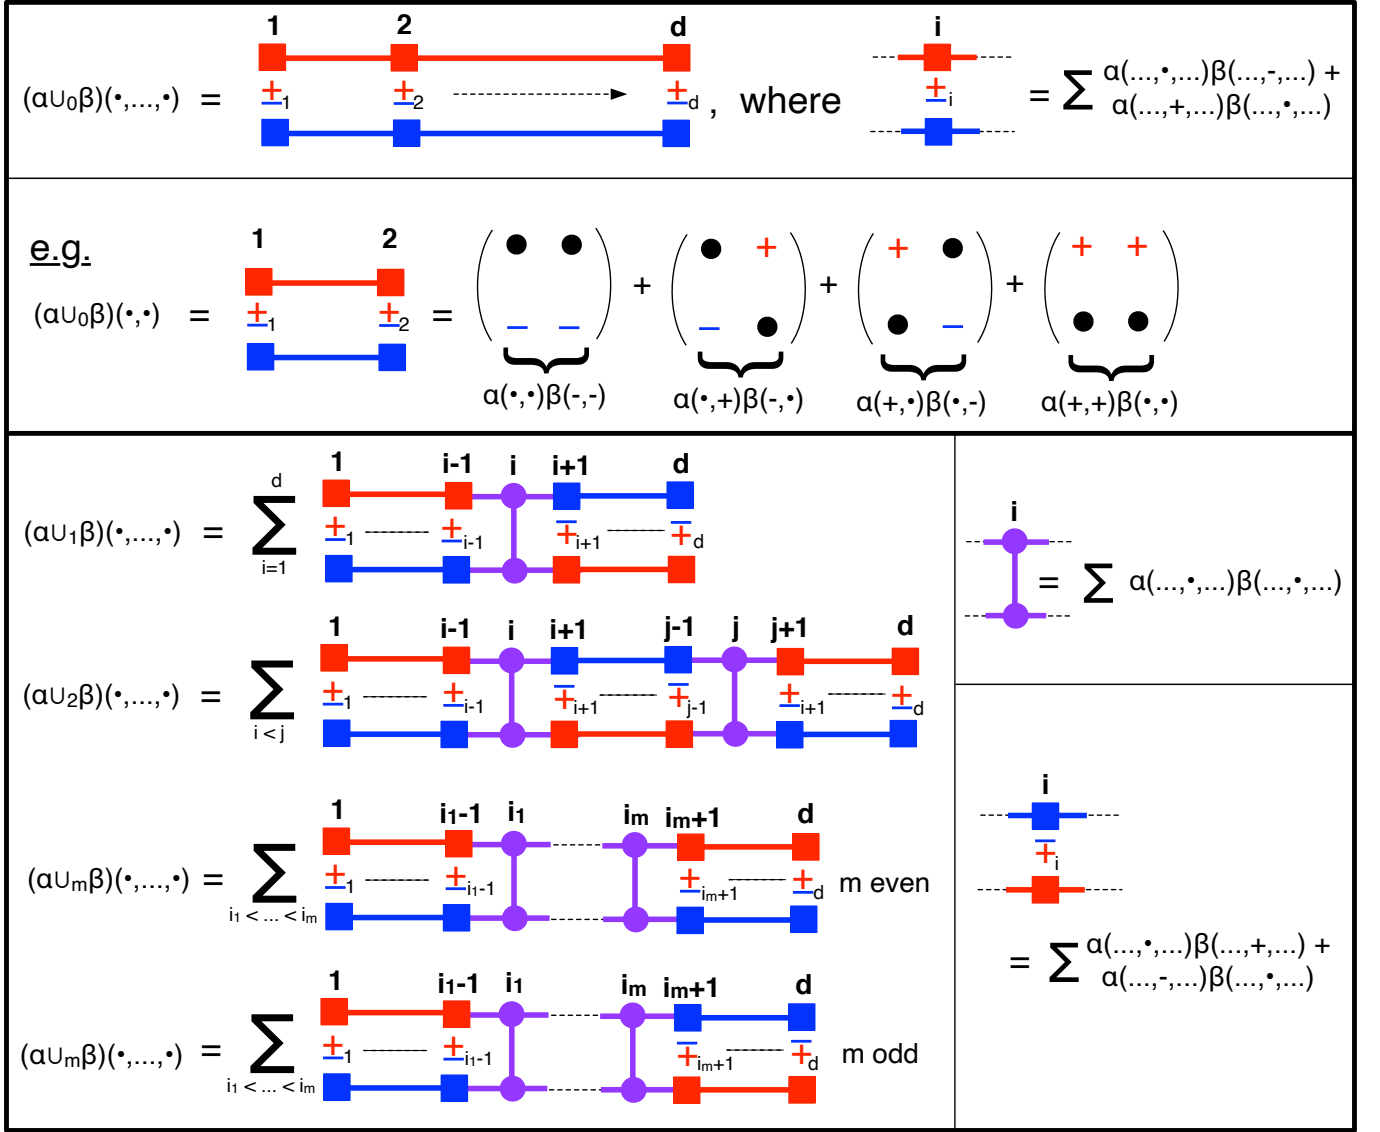 1 2 d i
(α∪₀β)(•,...,•) = ±₁ ±₂ ±d , where ±ᵢ = ∑ α(...,•,...)β(...,-,...) +
α(...,+,...)β(...,•,...)
e.g.
1 2
(α∪₀β)(•,•) = ±₁ ±₂ = (• • − −) + (• + − •) + (+ • • −) + (+ + • •)
α(•,•)β(-,-) α(•,+)β(-,•) α(+,•)β(•,-) α(+,+)β(•,•)
1 i-1 i i+1 d
(α∪₁β)(•,...,•) = ∑ ±₁ ±i-1 ∓i+1 ∓d
d
i=1
1 i-1 i i+1 j-1 j j+1 d
(α∪₂β)(•,...,•) = ∑ ±₁ ±i-1 ∓i+1 ∓j-1 ±i+1 ±d
i < j
1 i₁-1 i₁ iₘ iₘ+1 d
(α∪ₘβ)(•,...,•) = ∑ ±₁ ±i₁-1 ±iₘ+1 ±d m even
i₁ < ... < iₘ
1 i₁-1 i₁ iₘ iₘ+1 d
(α∪ₘβ)(•,...,•) = ∑ ±₁ ±i₁-1 ∓iₘ+1 ∓d m odd
i₁ < ... < iₘ
i
= ∑ α(...,•,...)β(...,•,...)
i
∓ᵢ
= ∑ α(...,•,...)β(...,+,...) +
α(...,-,...)β(...,•,...)